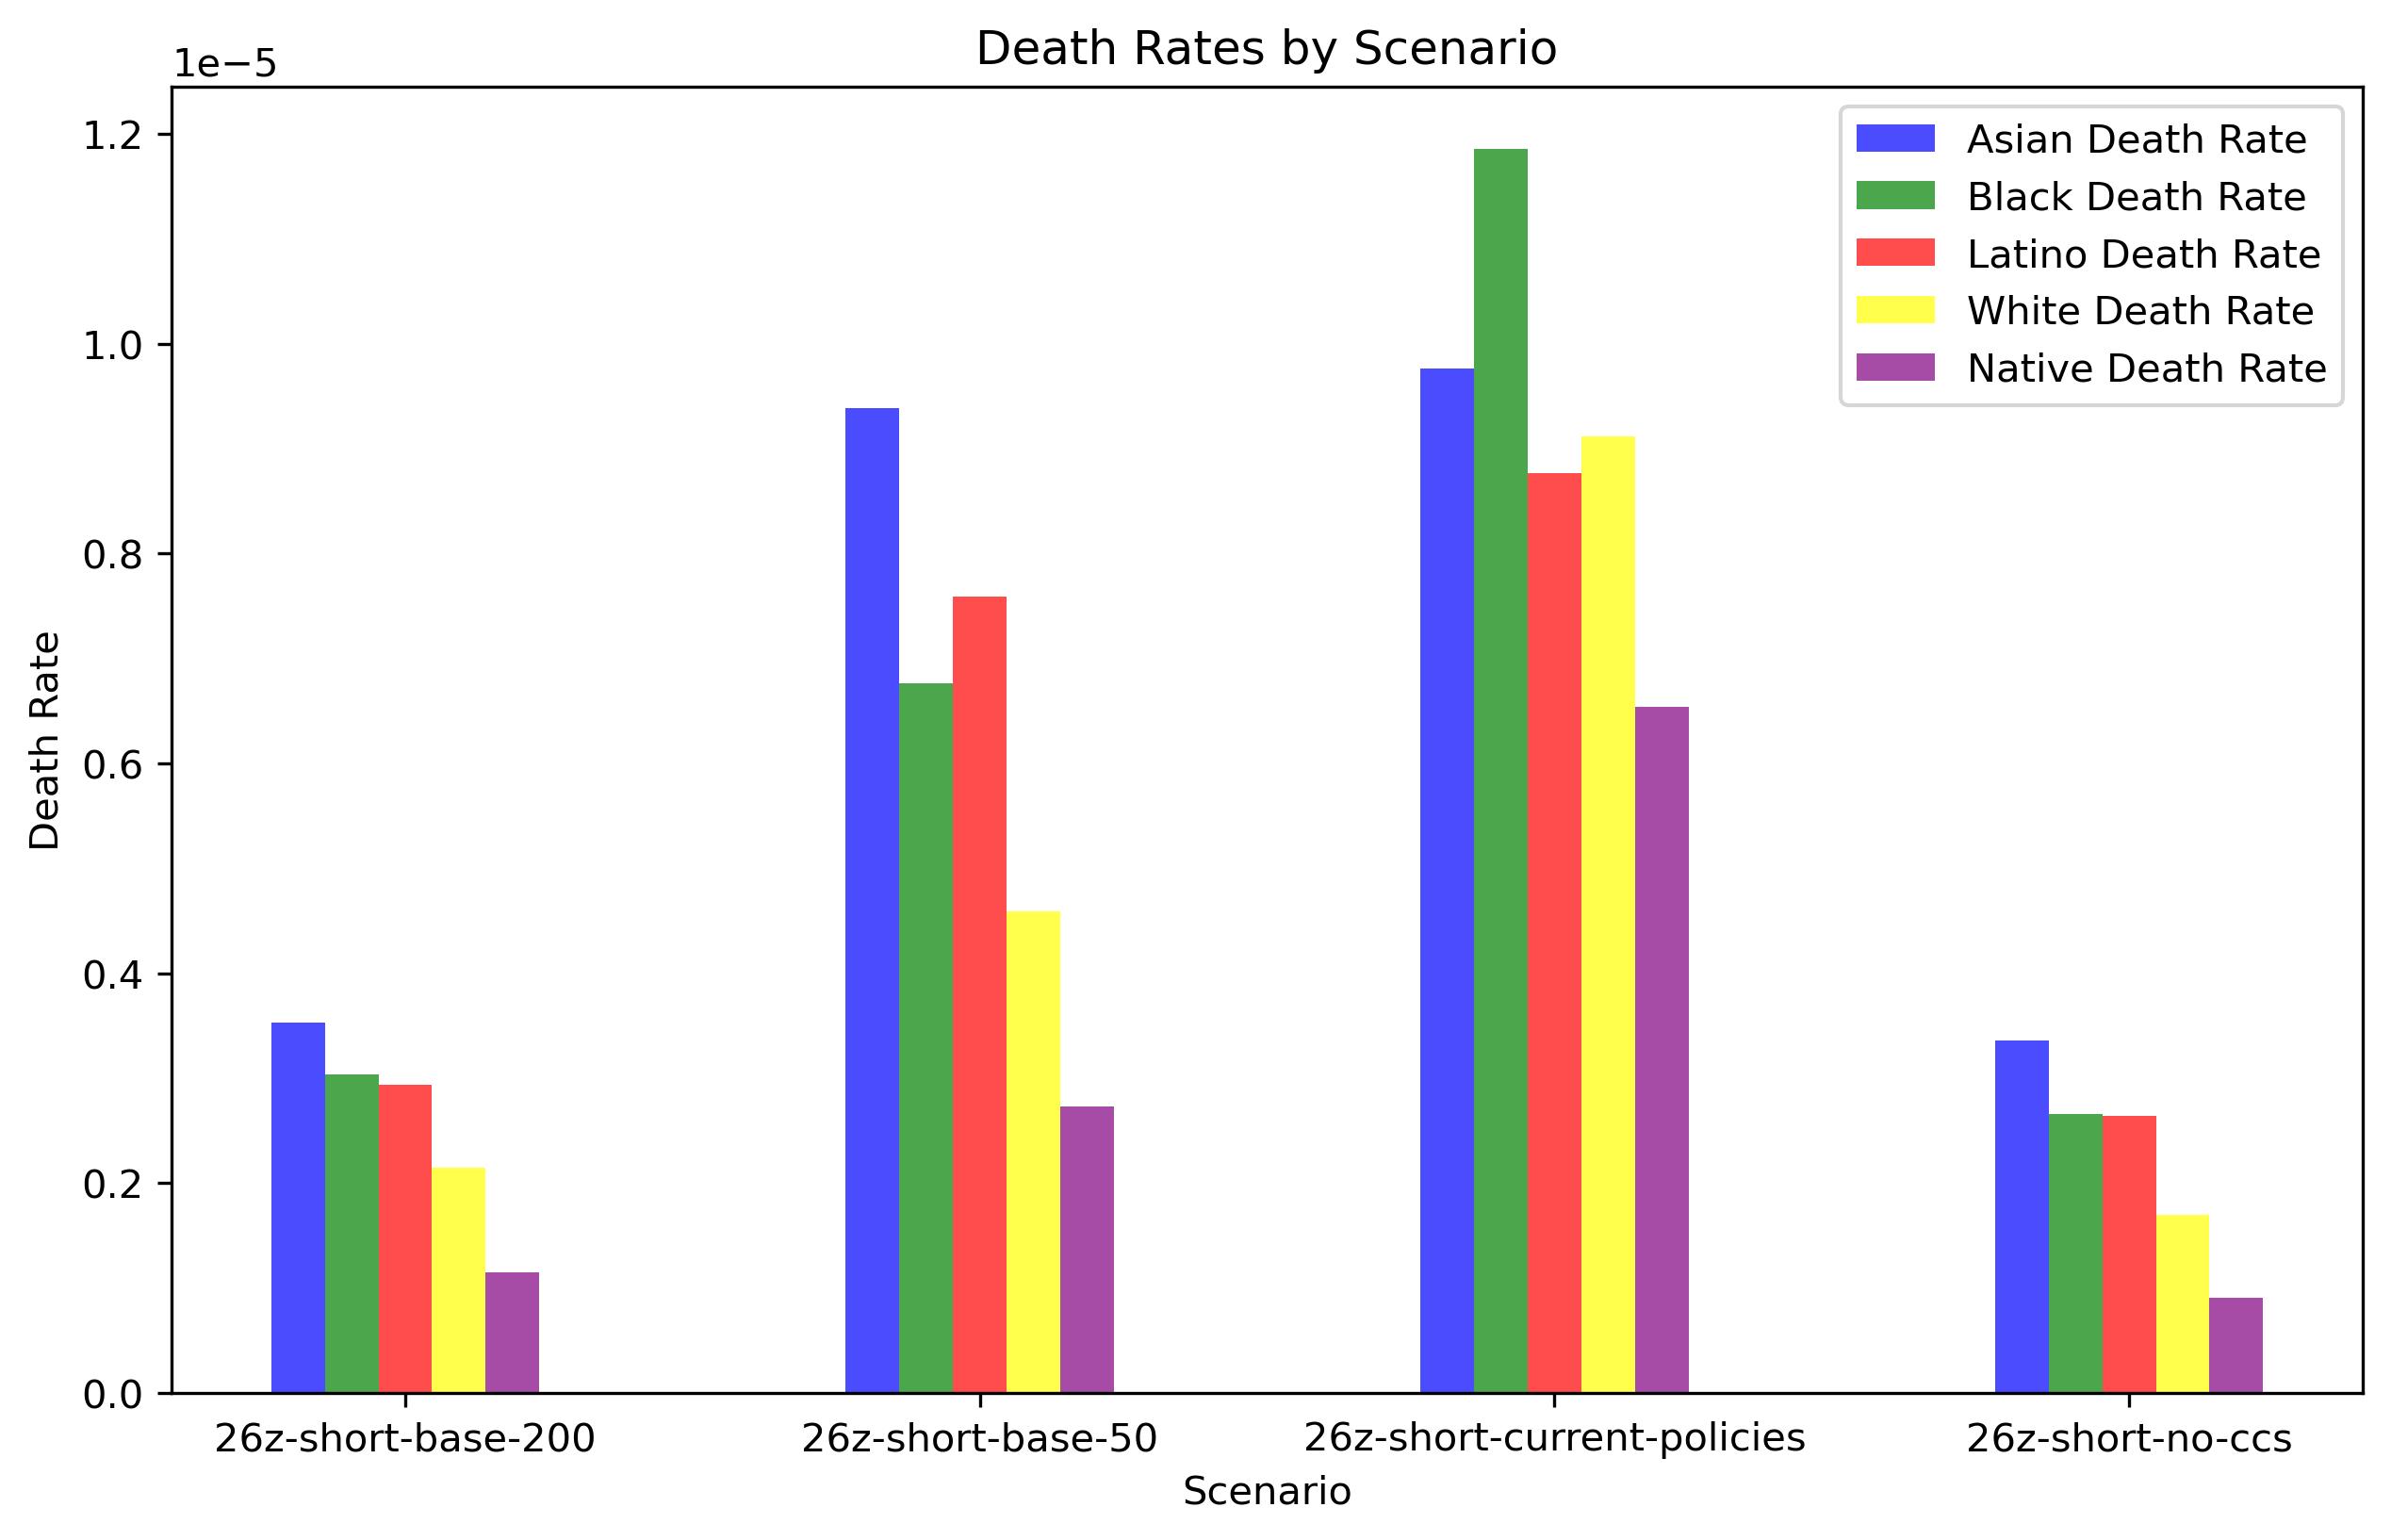 Death Rates by Scenario
1e−5
1.2
1.0
0.8
0.6
0.4
0.2
0.0
Death Rate
Asian Death Rate
Black Death Rate
Latino Death Rate
White Death Rate
Native Death Rate
26z-short-base-200
26z-short-base-50
26z-short-current-policies
26z-short-no-ccs
Scenario